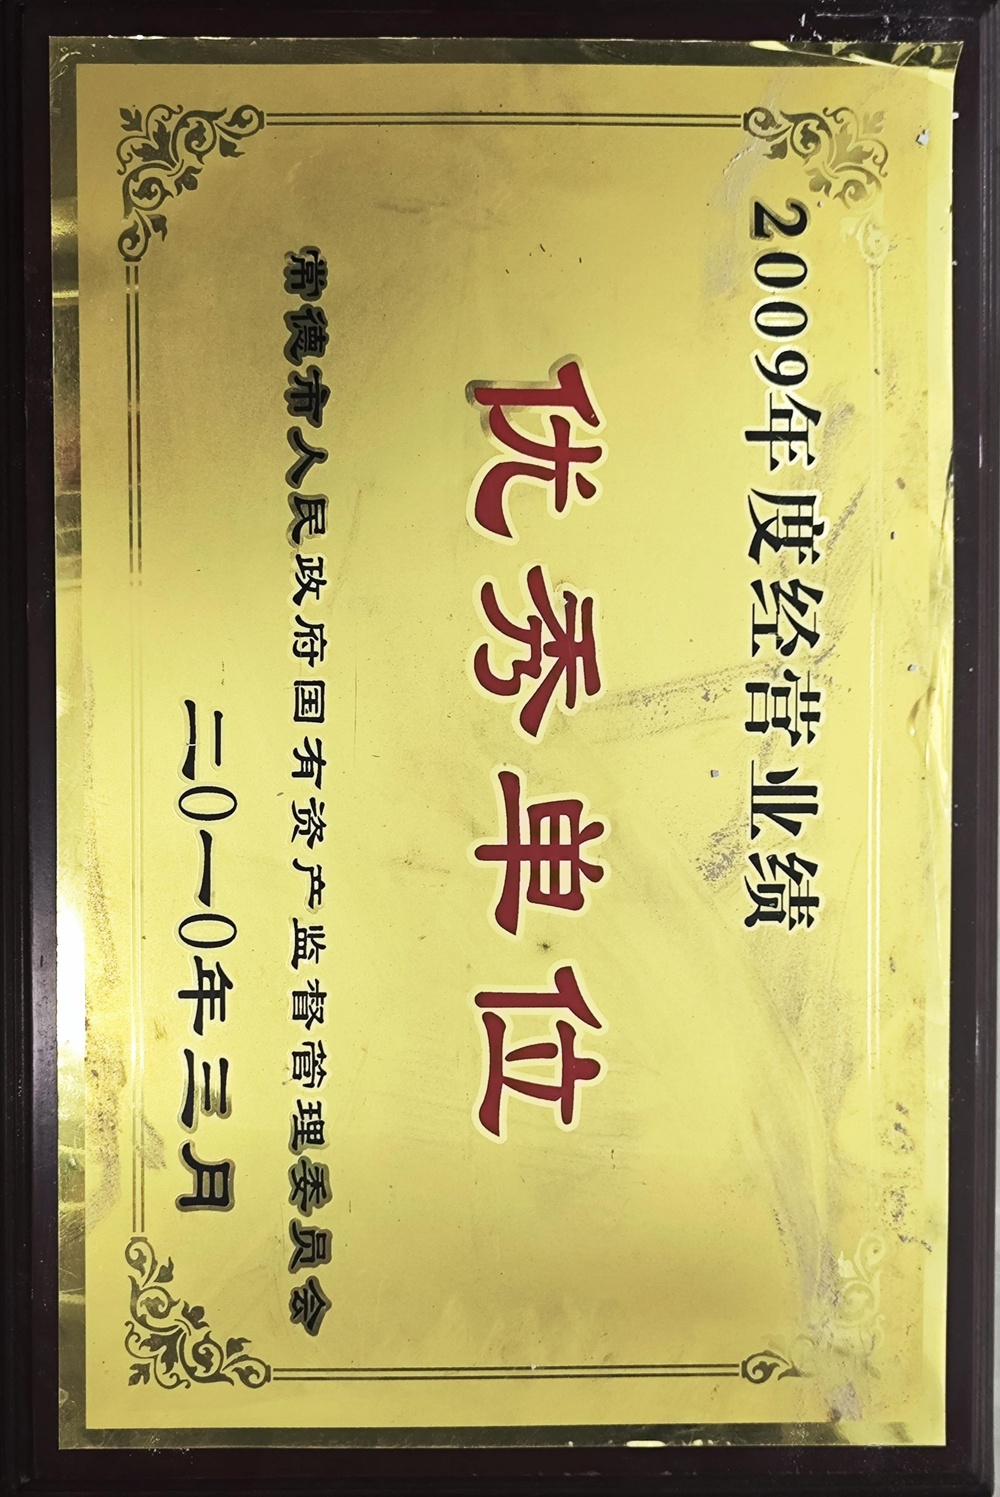 2009年度经营业绩
优秀单位
常德市人民政府国有资产监督管理委员会
二〇一〇年三月